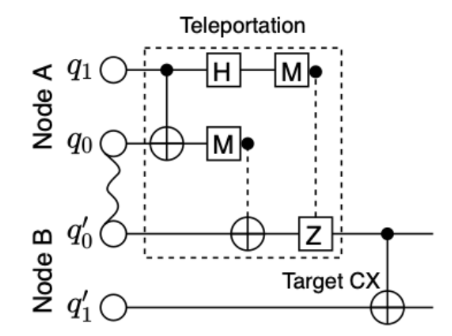 Teleportation
Node A
q₁
H
M
q₀
M
Node B
q′₀
Z
Target CX
q′₁